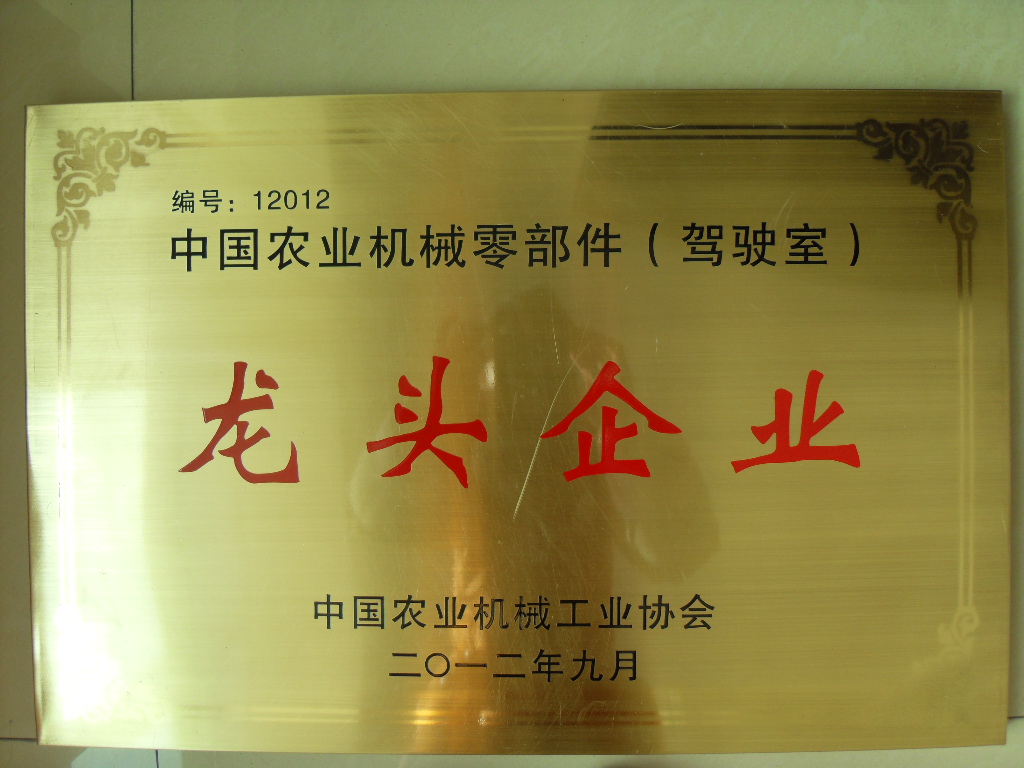 编号：12012
中国农业机械零部件（驾驶室）
龙头企业
中国农业机械工业协会
二〇一二年九月